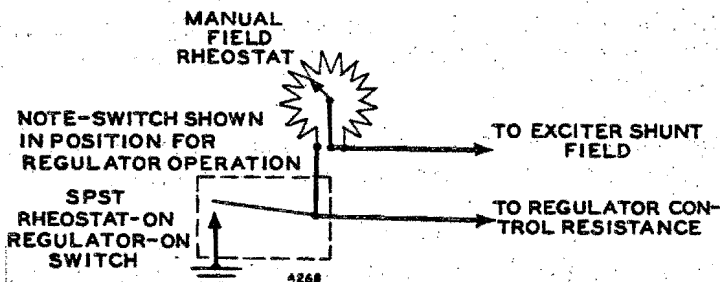 MANUAL
FIELD
RHEOSTAT
NOTE-SWITCH SHOWN
IN POSITION FOR
REGULATOR OPERATION
TO EXCITER SHUNT
FIELD
SPST
RHEOSTAT-ON
REGULATOR-ON
SWITCH
TO REGULATOR CON-
TROL RESISTANCE
A268